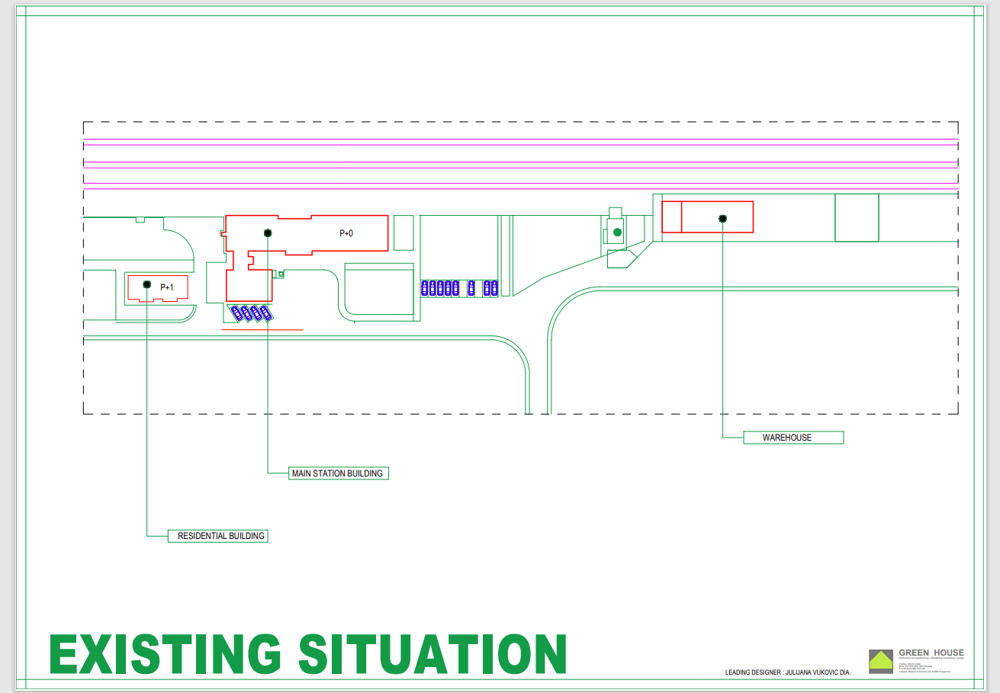 P+0
P+1
WAREHOUSE
MAIN STATION BUILDING
RESIDENTIAL BUILDING
EXISTING SITUATION
LEADING DESIGNER : JULIJANA VUKOVIC DIA.
GREEN HOUSE